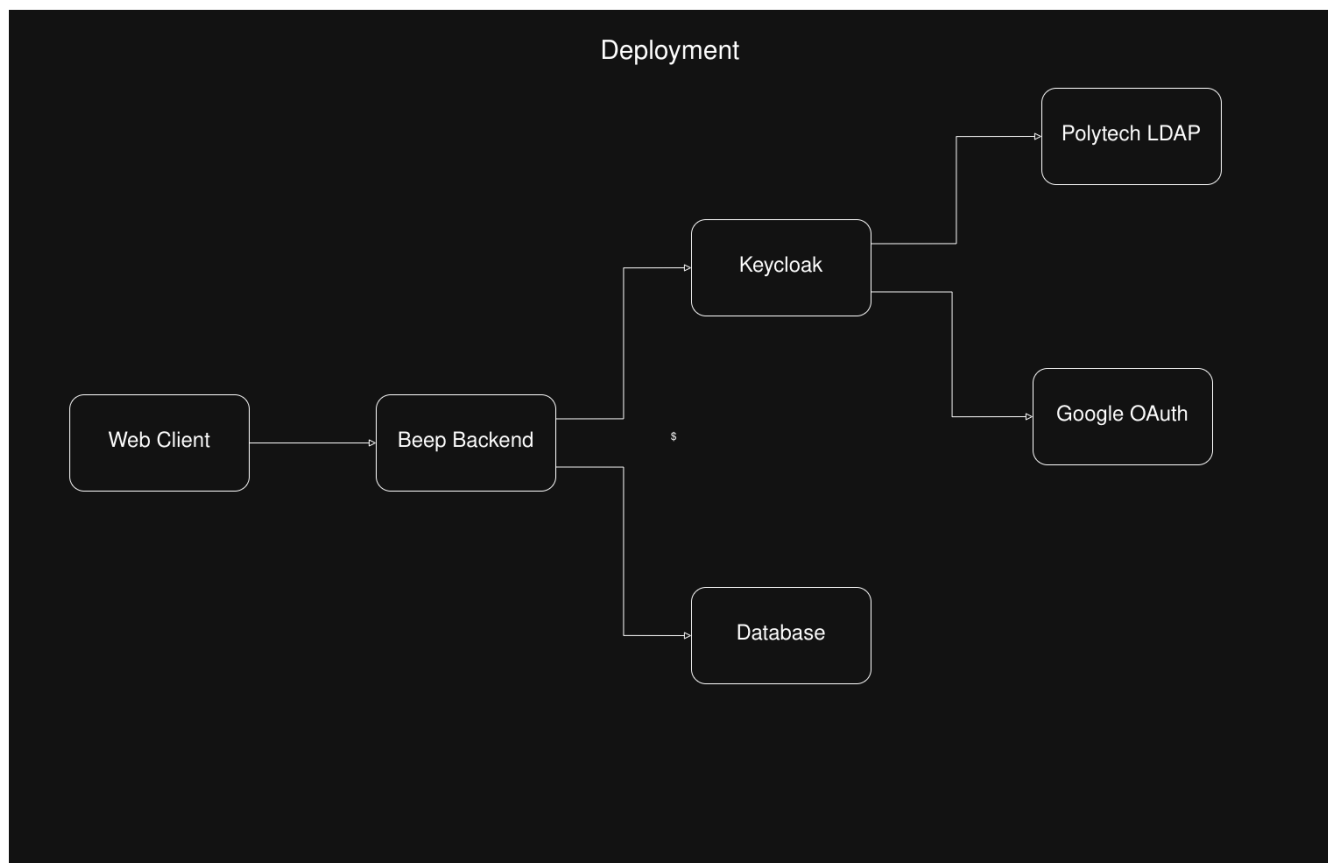 Deployment
Polytech LDAP
Keycloak
Google OAuth
Web Client
Beep Backend
$
Database